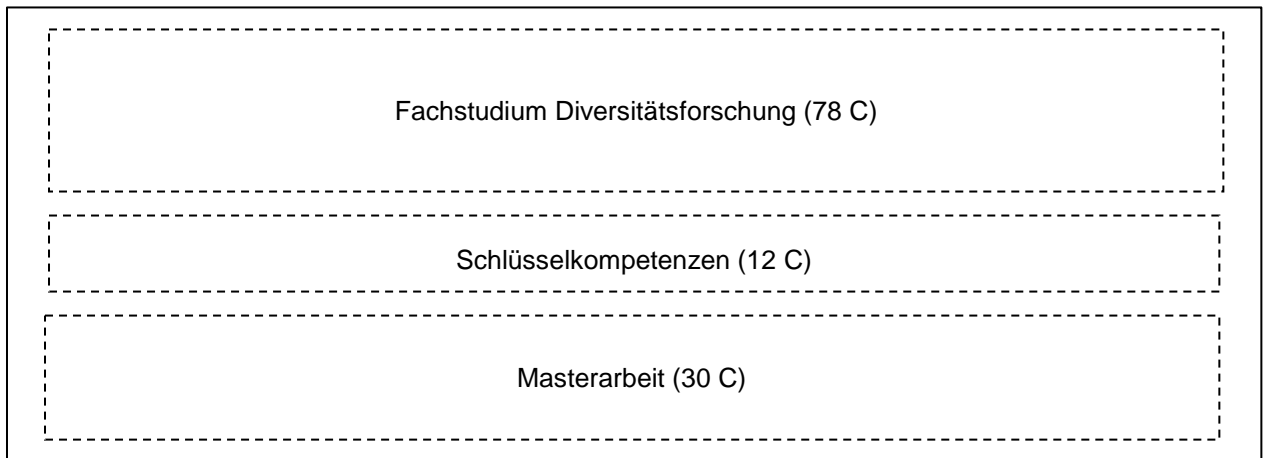 Fachstudium Diversitätsforschung (78 C)
Schlüsselkompetenzen (12 C)
Masterarbeit (30 C)